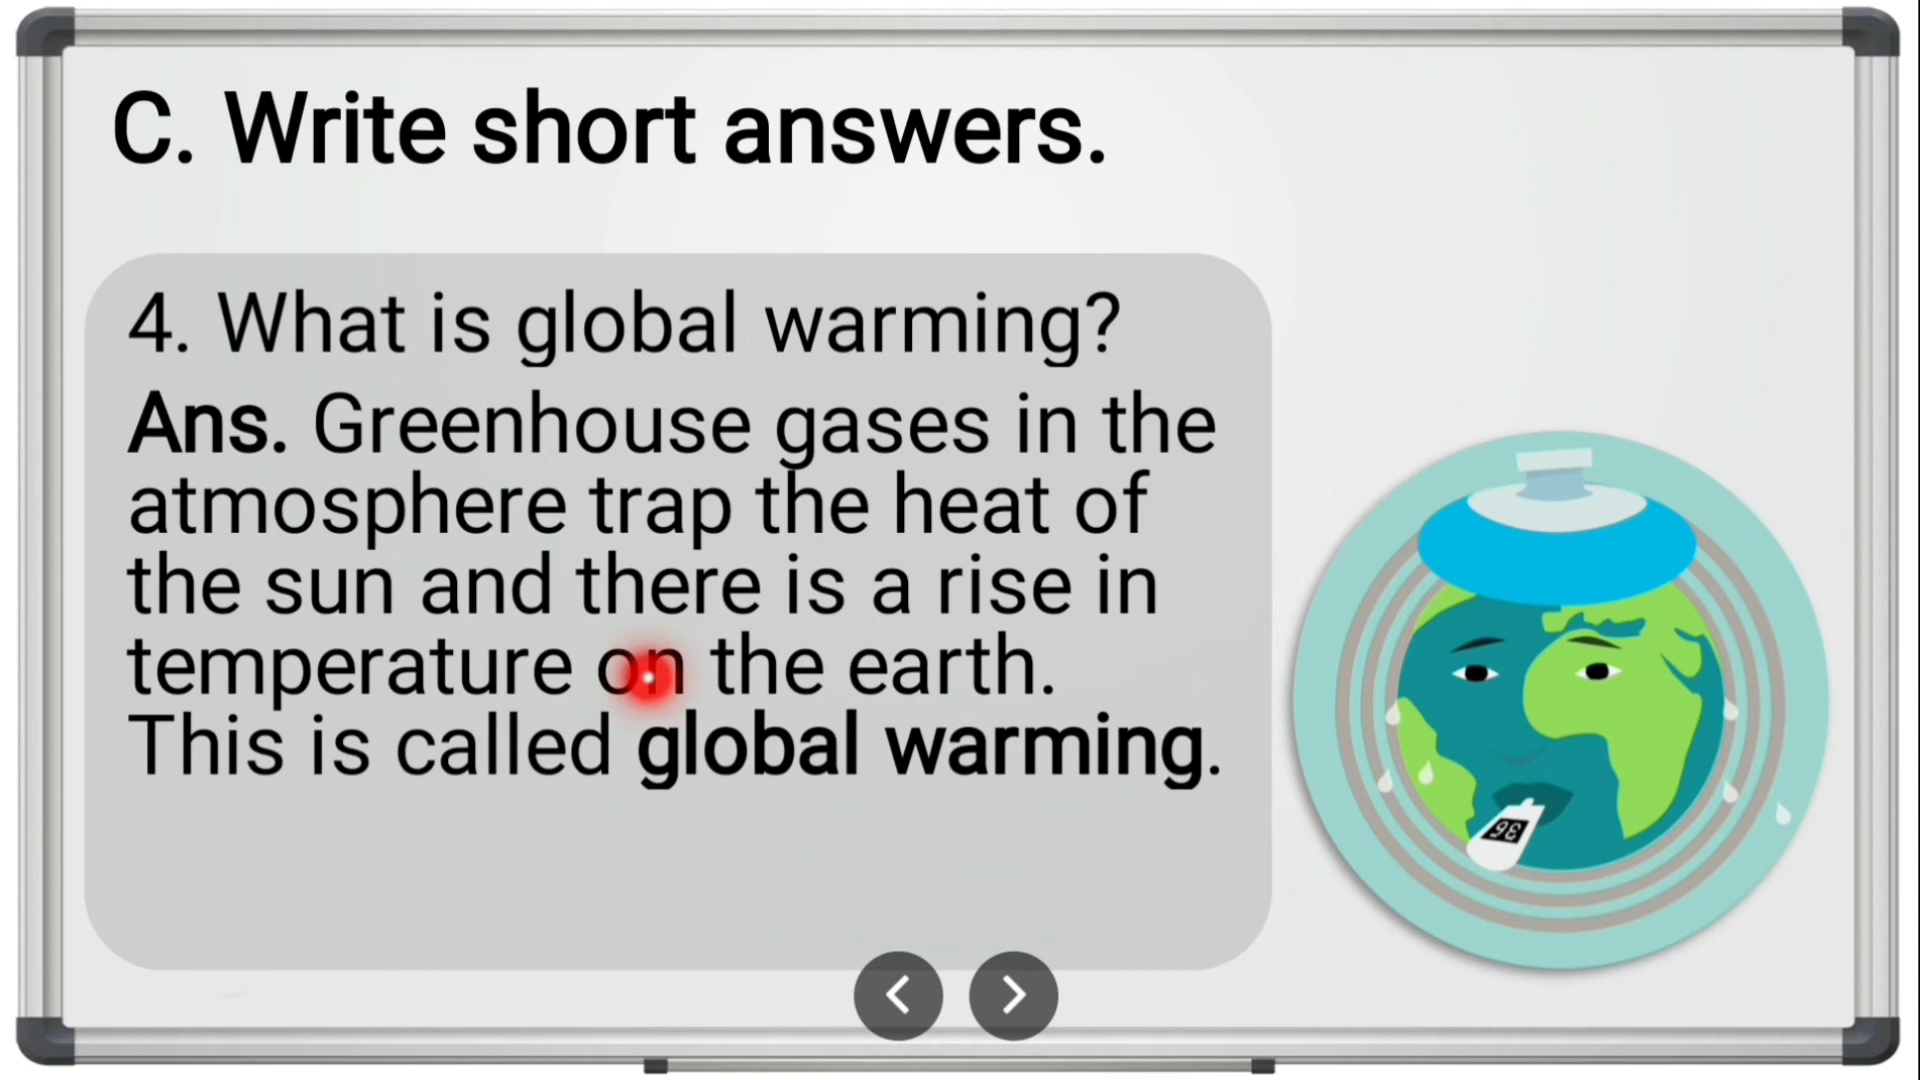 C. Write short answers.
4. What is global warming?
Ans. Greenhouse gases in the
atmosphere trap the heat of
the sun and there is a rise in
temperature on the earth.
This is called global warming.